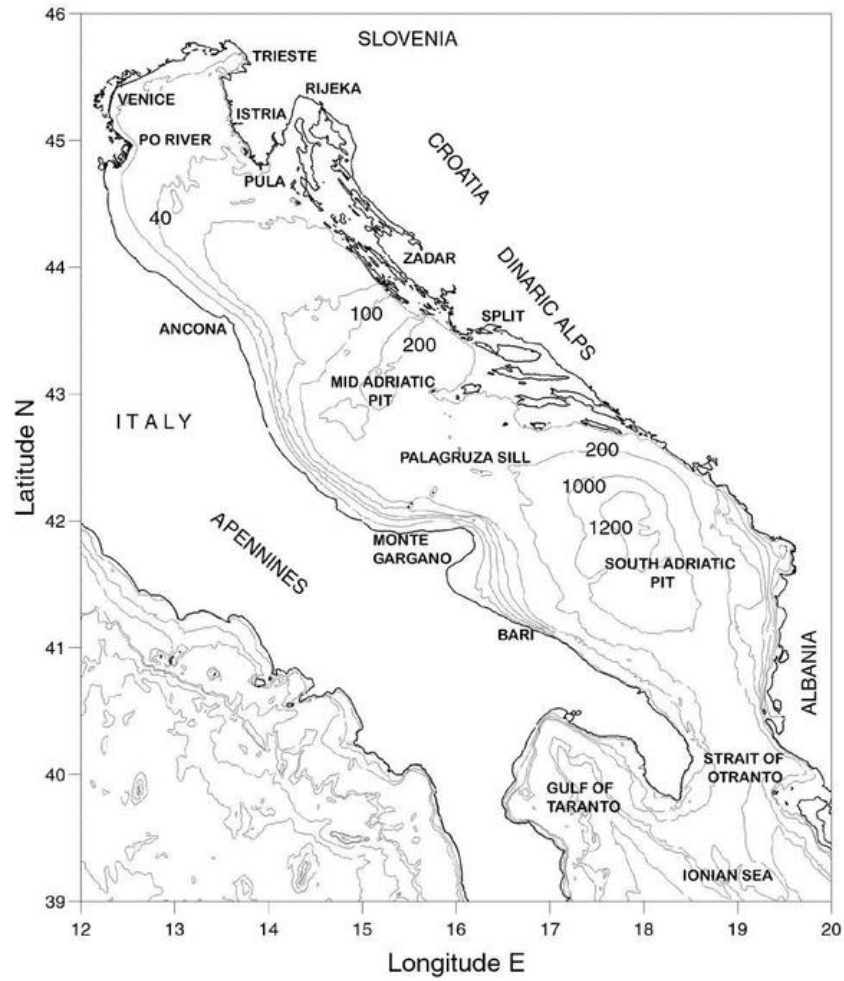 46
SLOVENIA
TRIESTE
RIJEKA
VENICE
ISTRIA
45
PO RIVER
CROATIA
PULA
40
44
ZADAR
DINARIC ALPS
100
SPLIT
ANCONA
200
MID ADRIATIC
PIT
43
ITALY
Latitude N
PALAGRUZA SILL
200
1000
42
1200
APENNINES
MONTE
GARGANO
SOUTH ADRIATIC
PIT
41
BARI
ALBANIA
40
STRAIT OF
OTRANTO
GULF OF
TARANTO
IONIAN SEA
39
12 13 14 15 16 17 18 19 20
Longitude E